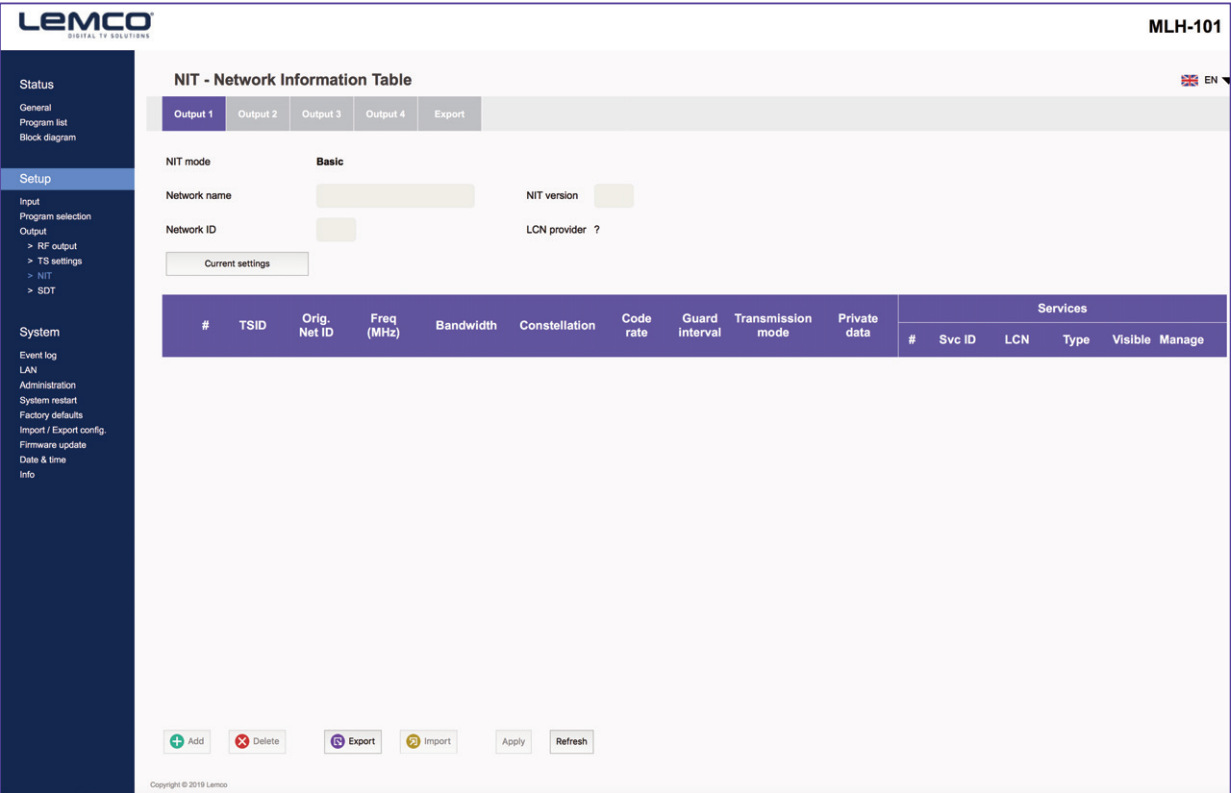 Lemco
DIGITAL TV SOLUTIONS
MLH-101
Status
General
Program list
Block diagram
Setup
Input
Program selection
Output
> RF output
> TS settings
> NIT
> SDT
System
Event log
LAN
Administration
System restart
Factory defaults
Import / Export config.
Firmware update
Date & time
Info
NIT - Network Information Table
EN
Output 1 Output 2 Output 3 Output 4 Export
NIT mode Basic
Network name NIT version
Network ID LCN provider ?
Current settings
# TSID Orig. Net ID Freq (MHz) Bandwidth Constellation Code rate Guard interval Transmission mode Private data
Services
# Svc ID LCN Type Visible Manage
Add Delete Export Import Apply Refresh
Copyright © 2019 Lemco